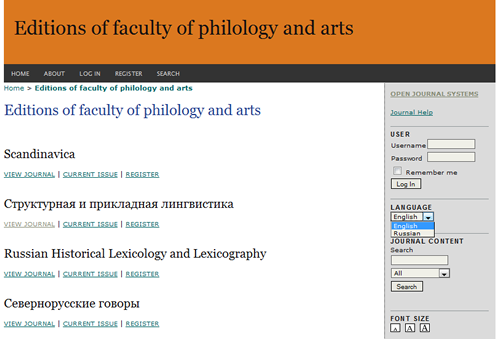 Editions of faculty of philology and arts
HOME ABOUT LOG IN REGISTER SEARCH
Home > Editions of faculty of philology and arts
Editions of faculty of philology and arts
Scandinavica
VIEW JOURNAL | CURRENT ISSUE | REGISTER
Структурная и прикладная лингвистика
VIEW JOURNAL | CURRENT ISSUE | REGISTER
Russian Historical Lexicology and Lexicography
VIEW JOURNAL | CURRENT ISSUE | REGISTER
Севернорусские говоры
VIEW JOURNAL | CURRENT ISSUE | REGISTER
OPEN JOURNAL SYSTEMS
Journal Help
USER
Username
Password
Remember me
Log In
LANGUAGE
English
English
Russian
JOURNAL CONTENT
Search
All
Search
FONT SIZE
A A A